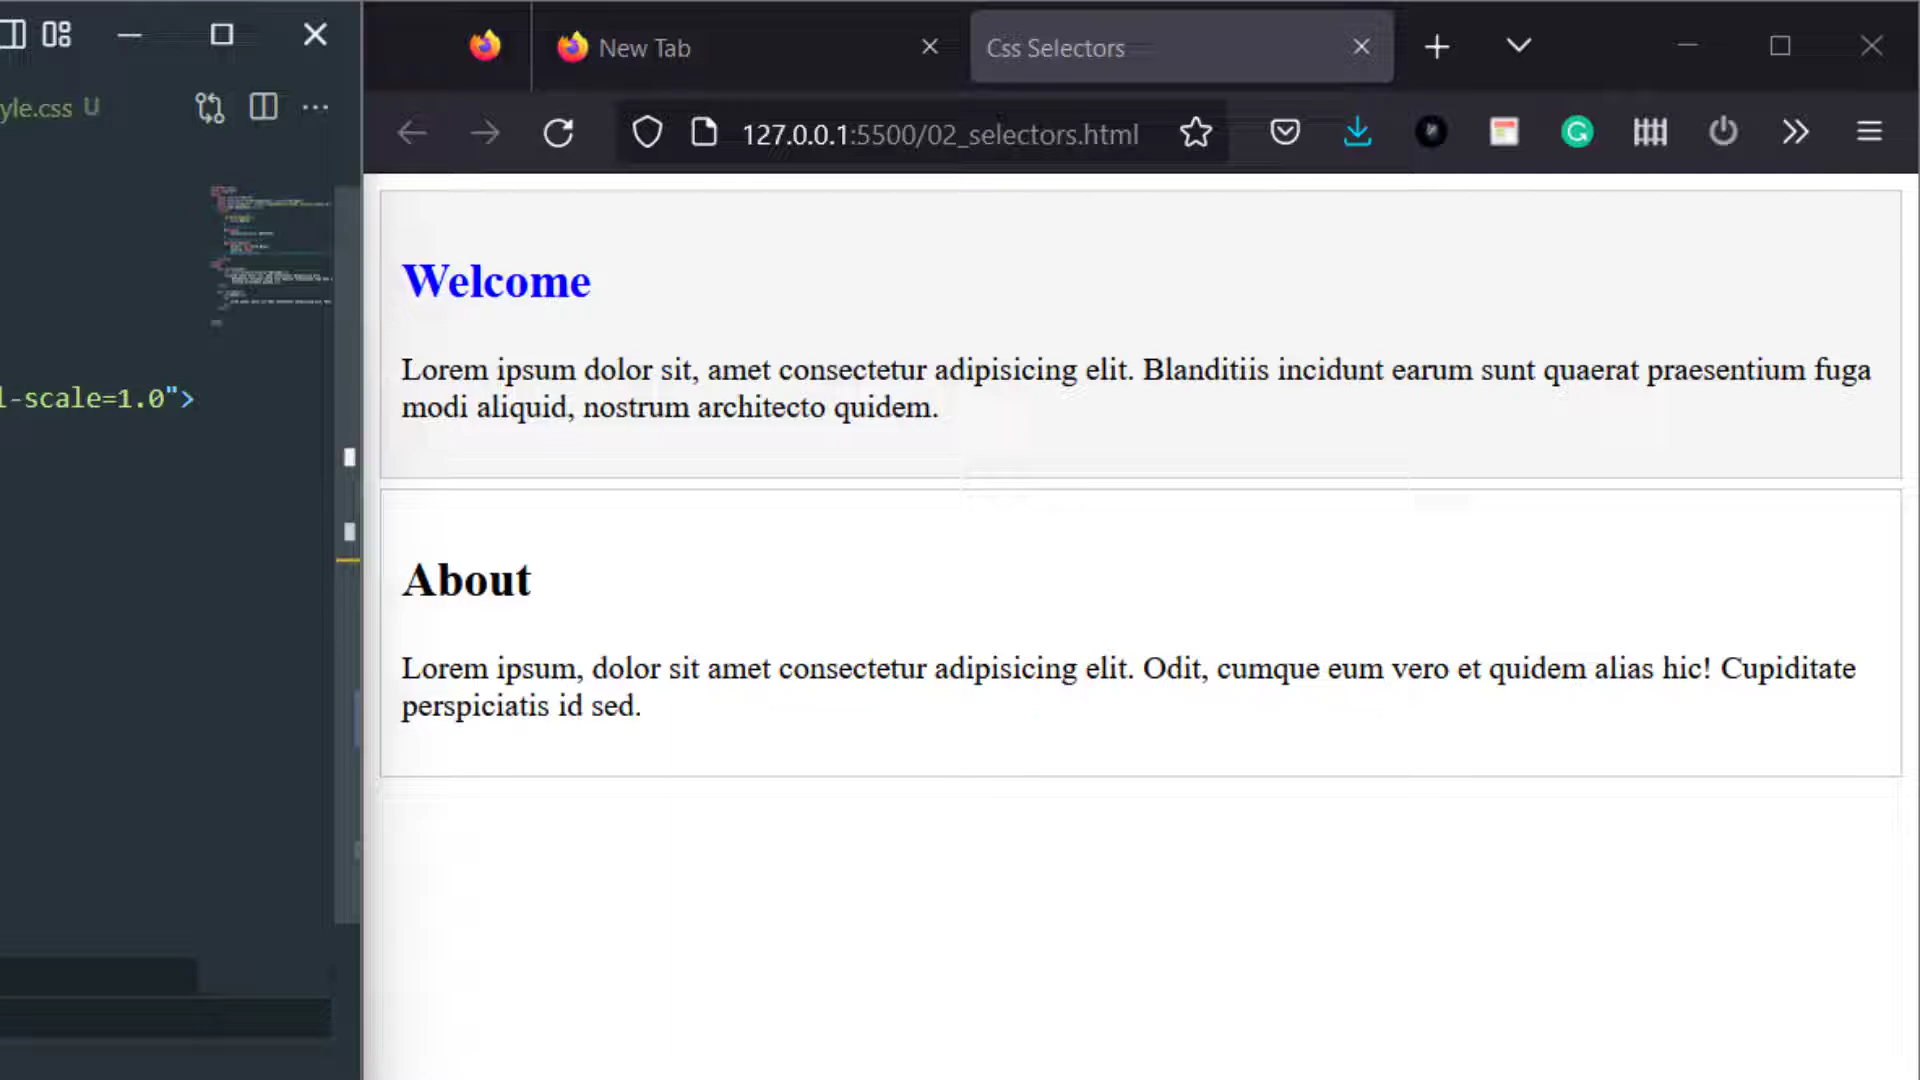 New Tab
Css Selectors
yle.css U
127.0.0.1:5500/02_selectors.html
l-scale=1.0">
Welcome
Lorem ipsum dolor sit, amet consectetur adipisicing elit. Blanditiis incidunt earum sunt quaerat praesentium fuga
modi aliquid, nostrum architecto quidem.
About
Lorem ipsum, dolor sit amet consectetur adipisicing elit. Odit, cumque eum vero et quidem alias hic! Cupiditate
perspiciatis id sed.